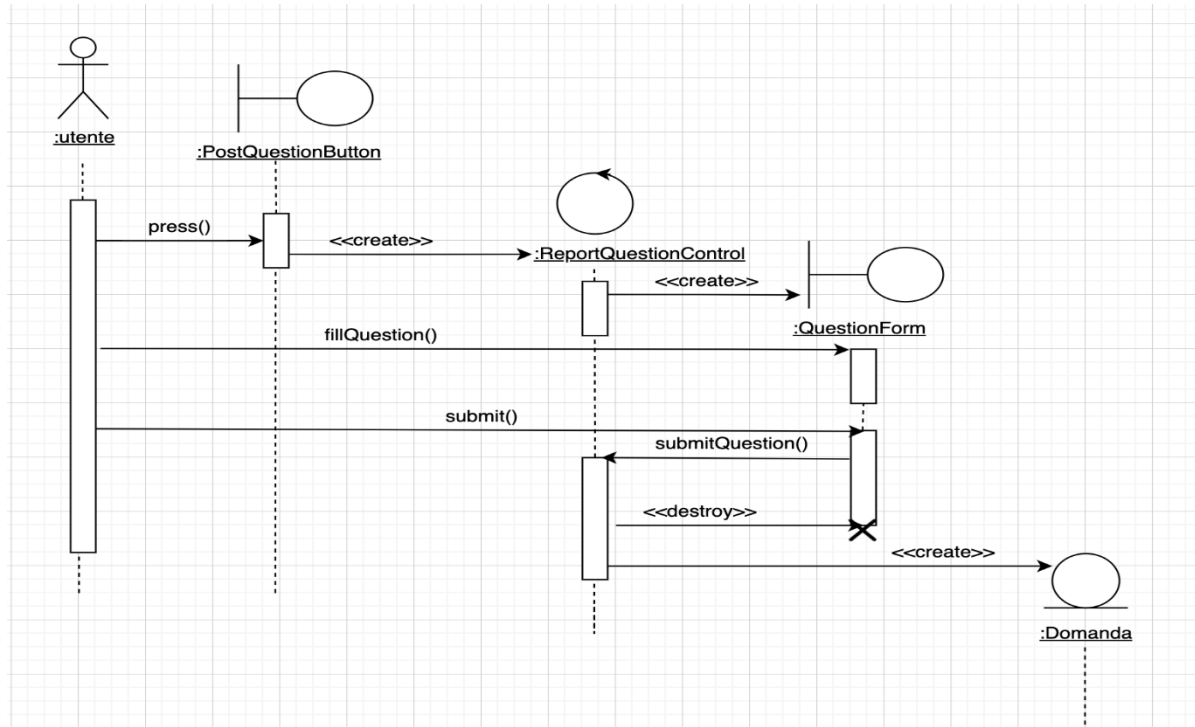 :utente
:PostQuestionButton
press()
<<create>>
:ReportQuestionControl
<<create>>
:QuestionForm
fillQuestion()
submit()
submitQuestion()
<<destroy>>
<<create>>
:Domanda